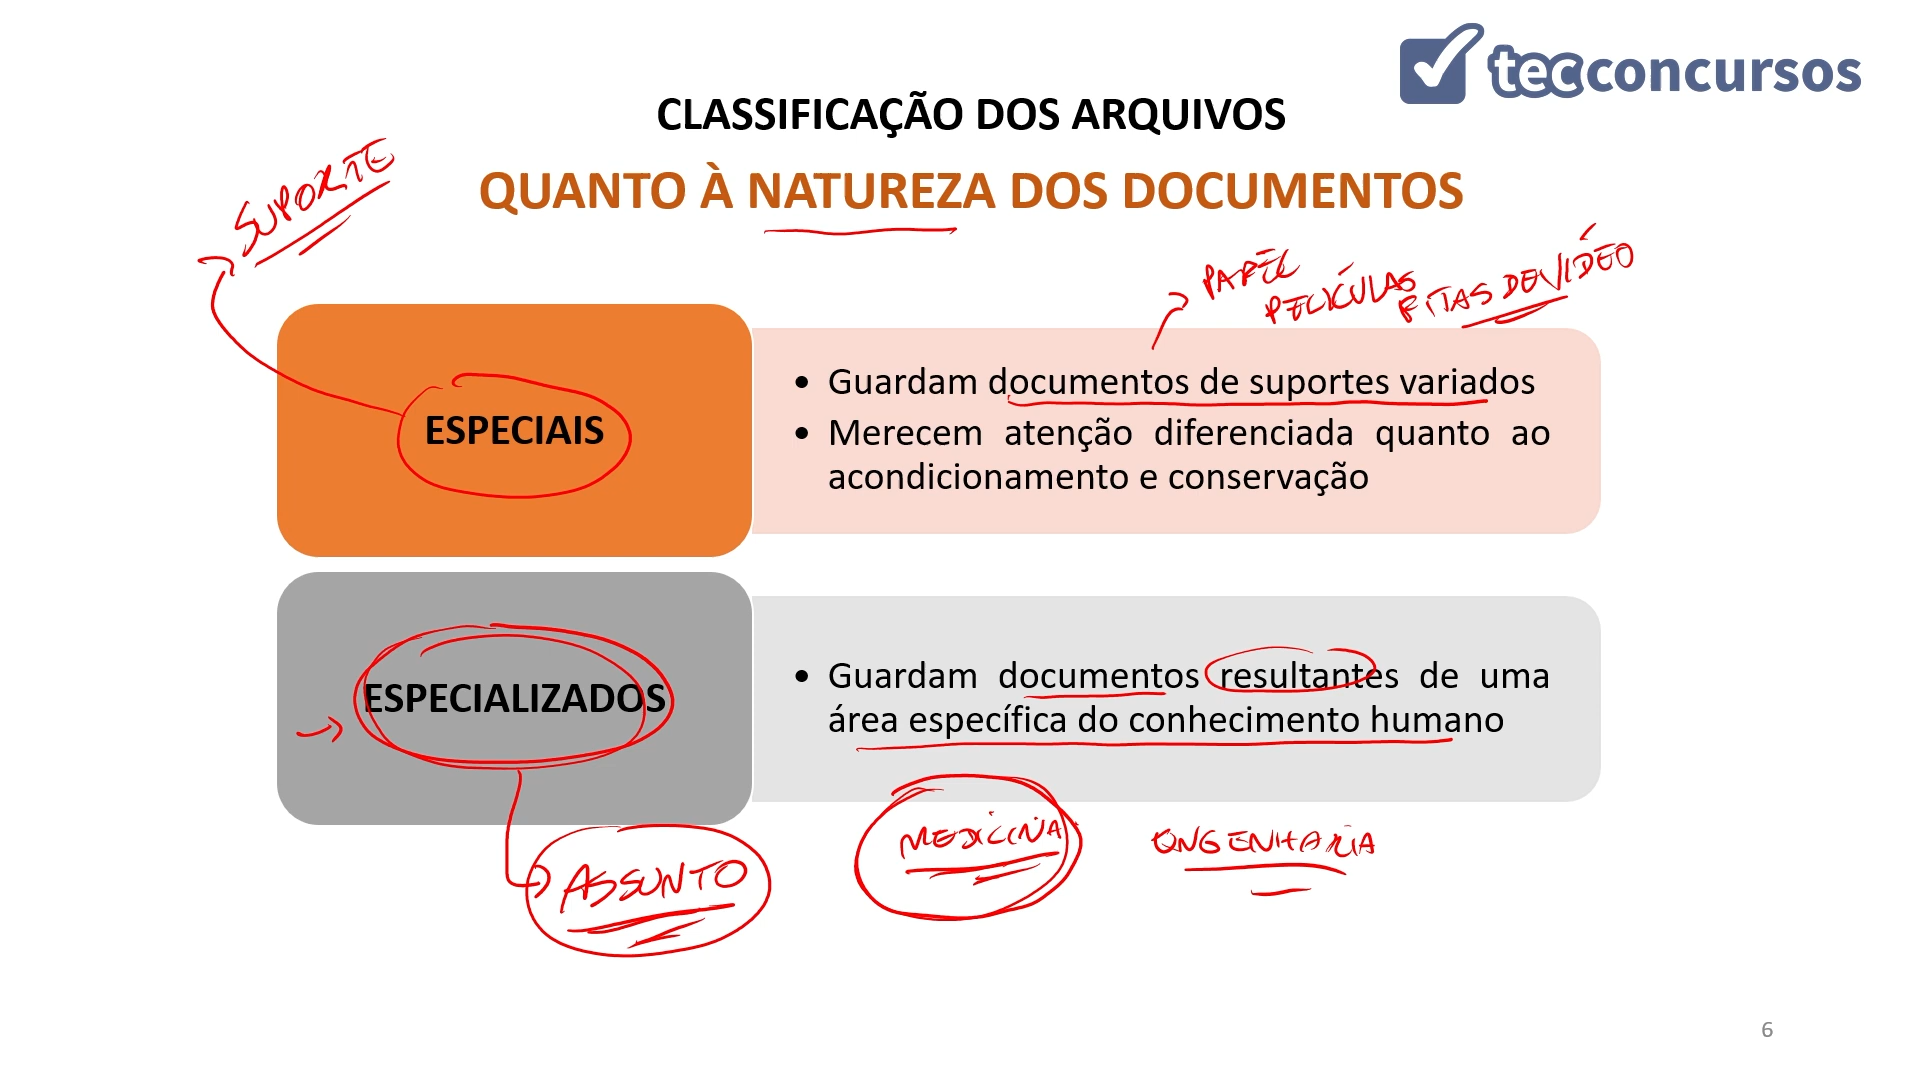 tecconcursos
CLASSIFICAÇÃO DOS ARQUIVOS
QUANTO À NATUREZA DOS DOCUMENTOS
SUPORTE
PAPEL
PELÍCULAS
FITAS DE VÍDEO
ESPECIAIS
• Guardam documentos de suportes variados
• Merecem atenção diferenciada quanto ao
acondicionamento e conservação
ESPECIALIZADOS
• Guardam documentos resultantes de uma
área específica do conhecimento humano
ASSUNTO
MEDICINA
ENGENHARIA
6